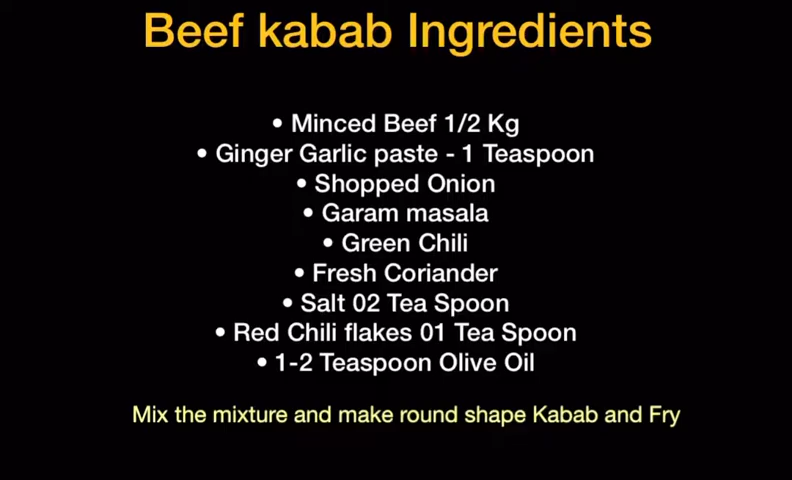 Beef kabab Ingredients
• Minced Beef 1/2 Kg
• Ginger Garlic paste - 1 Teaspoon
• Shopped Onion
• Garam masala
• Green Chili
• Fresh Coriander
• Salt 02 Tea Spoon
• Red Chili flakes 01 Tea Spoon
• 1-2 Teaspoon Olive Oil
Mix the mixture and make round shape Kabab and Fry